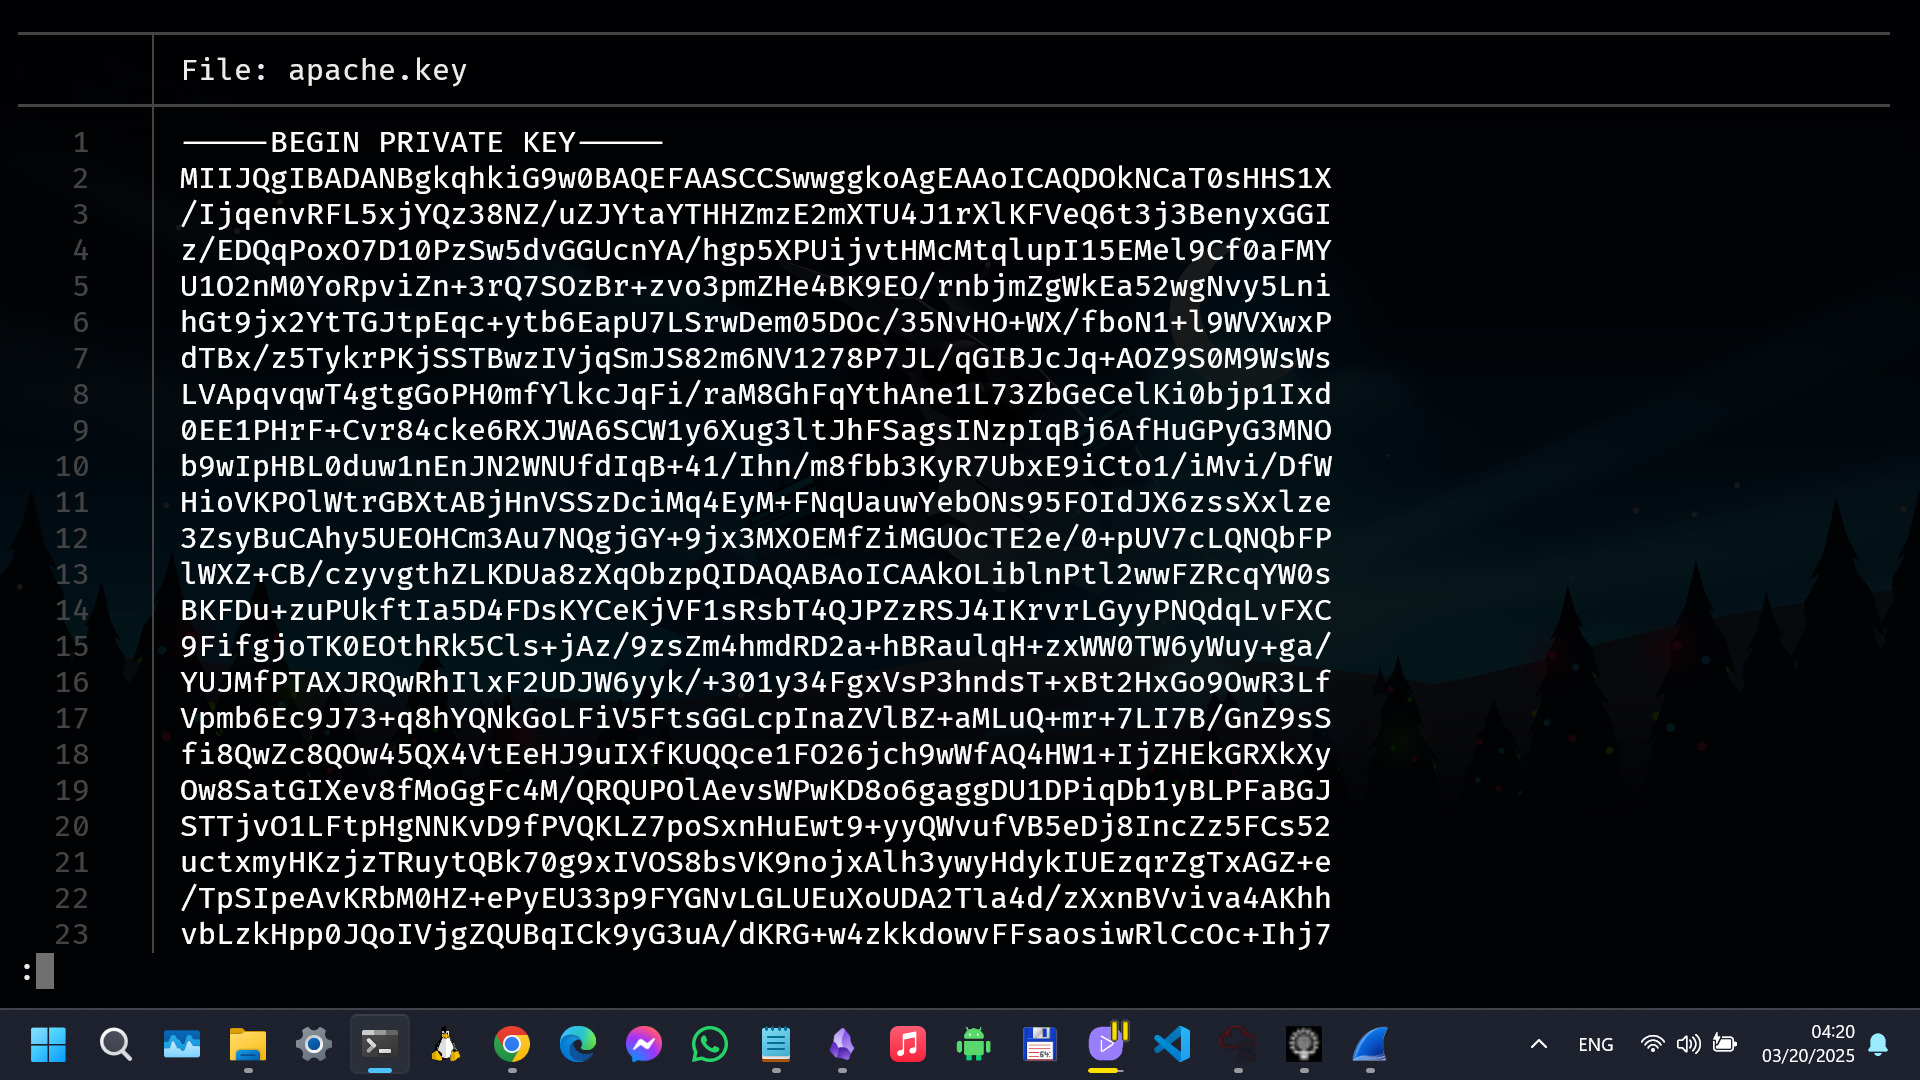 File: apache.key
1 -----BEGIN PRIVATE KEY-----
2 MIIJQgIBADANBgkqhkiG9w0BAQEFAASCCSwwggkoAgEAAoICAQDOkNCaT0sHHS1X
3 /IjqenvRFL5xjYQz38NZ/uZJYtaYTHHZmzE2mXTU4J1rXlKFVeQ6t3j3BenyxGGI
4 z/EDQqPoxO7D10PzSw5dvGGUcnYA/hgp5XPUijvtHMcMtqlupI15EMel9Cf0aFMY
5 U1O2nM0YoRpviZn+3rQ7SOzBr+zvo3pmZHe4BK9EO/rnbjmZgWkEa52wgNvy5Lni
6 hGt9jx2YtTGJtpEqc+ytb6EapU7LSrwDem05DOc/35NvHO+WX/fboN1+l9WVXwxP
7 dTBx/z5TykrPKjSSTBwzIVjqSmJS82m6NV1278P7JL/qGIBJcJq+AOZ9S0M9WsWs
8 LVApqvqwT4gtgGoPH0mfYlkcJqFi/raM8GhFqYthAne1L73ZbGeCelKi0bjp1Ixd
9 0EE1PHrF+Cvr84cke6RXJWA6SCW1y6Xug3ltJhFSagsINzpIqBj6AfHuGPyG3MNO
10 b9wIpHBL0duw1nEnJN2WNUfdIqB+41/Ihn/m8fbb3KyR7UbxE9iCto1/iMvi/DfW
11 HioVKPOlWtrGBXtABjHnVSSzDciMq4EyM+FNqUauwYebONs95FOIdJX6zssXxlze
12 3ZsyBuCAhy5UEOHCm3Au7NQgjGY+9jx3MXOEMfZiMGUOcTE2e/0+pUV7cLQNQbFP
13 lWXZ+CB/czyvgthZLKDUa8zXqObzpQIDAQABAoICAAkOLiblnPtl2wwFZRcqYW0s
14 BKFDu+zuPUkftIa5D4FDsKYCeKjVF1sRsbT4QJPZzRSJ4IKrvrLGyyPNQdqLvFXC
15 9FifgjoTK0EOthRk5Cls+jAz/9zsZm4hmdRD2a+hBRaulqH+zxWW0TW6yWuy+ga/
16 YUJMfPTAXJRQwRhIlxF2UDJW6yyk/+301y34FgxVsP3hndsT+xBt2HxGo9OwR3Lf
17 Vpmb6Ec9J73+q8hYQNkGoLFiV5FtsGGLcpInaZVlBZ+aMLuQ+mr+7LI7B/GnZ9sS
18 fi8QwZc8QOw45QX4VtEeHJ9uIXfKUQQce1FO26jch9wWfAQ4HW1+IjZHEkGRXkXy
19 Ow8SatGIXev8fMoGgFc4M/QRQUPOlAevsWPwKD8o6gaggDU1DPiqDb1yBLPFaBGJ
20 STTjvO1LFtpHgNNKvD9fPVQKLZ7poSxnHuEwt9+yyQWvufVB5eDj8IncZz5FCs52
21 uctxmyHKzjzTRuytQBk70g9xIVOS8bsVK9nojxAlh3ywyHdykIUEzqrZgTxAGZ+e
22 /TpSIpeAvKRbM0HZ+ePyEU33p9FYGNvLGLUEuXoUDA2Tla4d/zXxnBVviva4AKhh
23 vbLzkHpp0JQoIVjgZQUBqICk9yG3uA/dKRG+w4zkkdowvFFsaosiwRlCcOc+Ihj7
:
64
ENG
04:20
03/20/2025